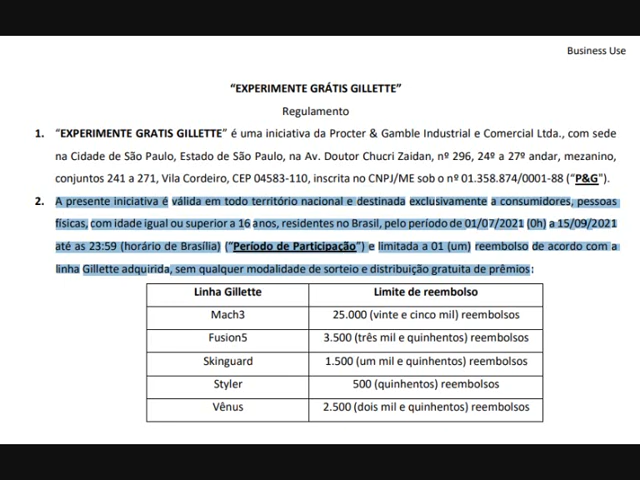 Business Use
“EXPERIMENTE GRÁTIS GILLETTE”
Regulamento
1. “EXPERIMENTE GRATIS GILLETTE” é uma iniciativa da Procter & Gamble Industrial e Comercial Ltda., com sede
na Cidade de São Paulo, Estado de São Paulo, na Av. Doutor Chucri Zaidan, nº 296, 24º a 27º andar, mezanino,
conjuntos 241 a 271, Vila Cordeiro, CEP 04583-110, inscrita no CNPJ/ME sob o nº 01.358.874/0001-88 (“P&G”).
2. A presente iniciativa é válida em todo território nacional e destinada exclusivamente a consumidores, pessoas
físicas, com idade igual ou superior a 16 anos, residentes no Brasil, pelo período de 01/07/2021 (0h) a 15/09/2021
até as 23:59 (horário de Brasília) (“Período de Participação”) e limitada a 01 (um) reembolso de acordo com a
linha Gillette adquirida, sem qualquer modalidade de sorteio e distribuição gratuita de prêmios:
Linha Gillette Limite de reembolso
Mach3 25.000 (vinte e cinco mil) reembolsos
Fusion5 3.500 (três mil e quinhentos) reembolsos
Skinguard 1.500 (um mil e quinhentos) reembolsos
Styler 500 (quinhentos) reembolsos
Vênus 2.500 (dois mil e quinhentos) reembolsos